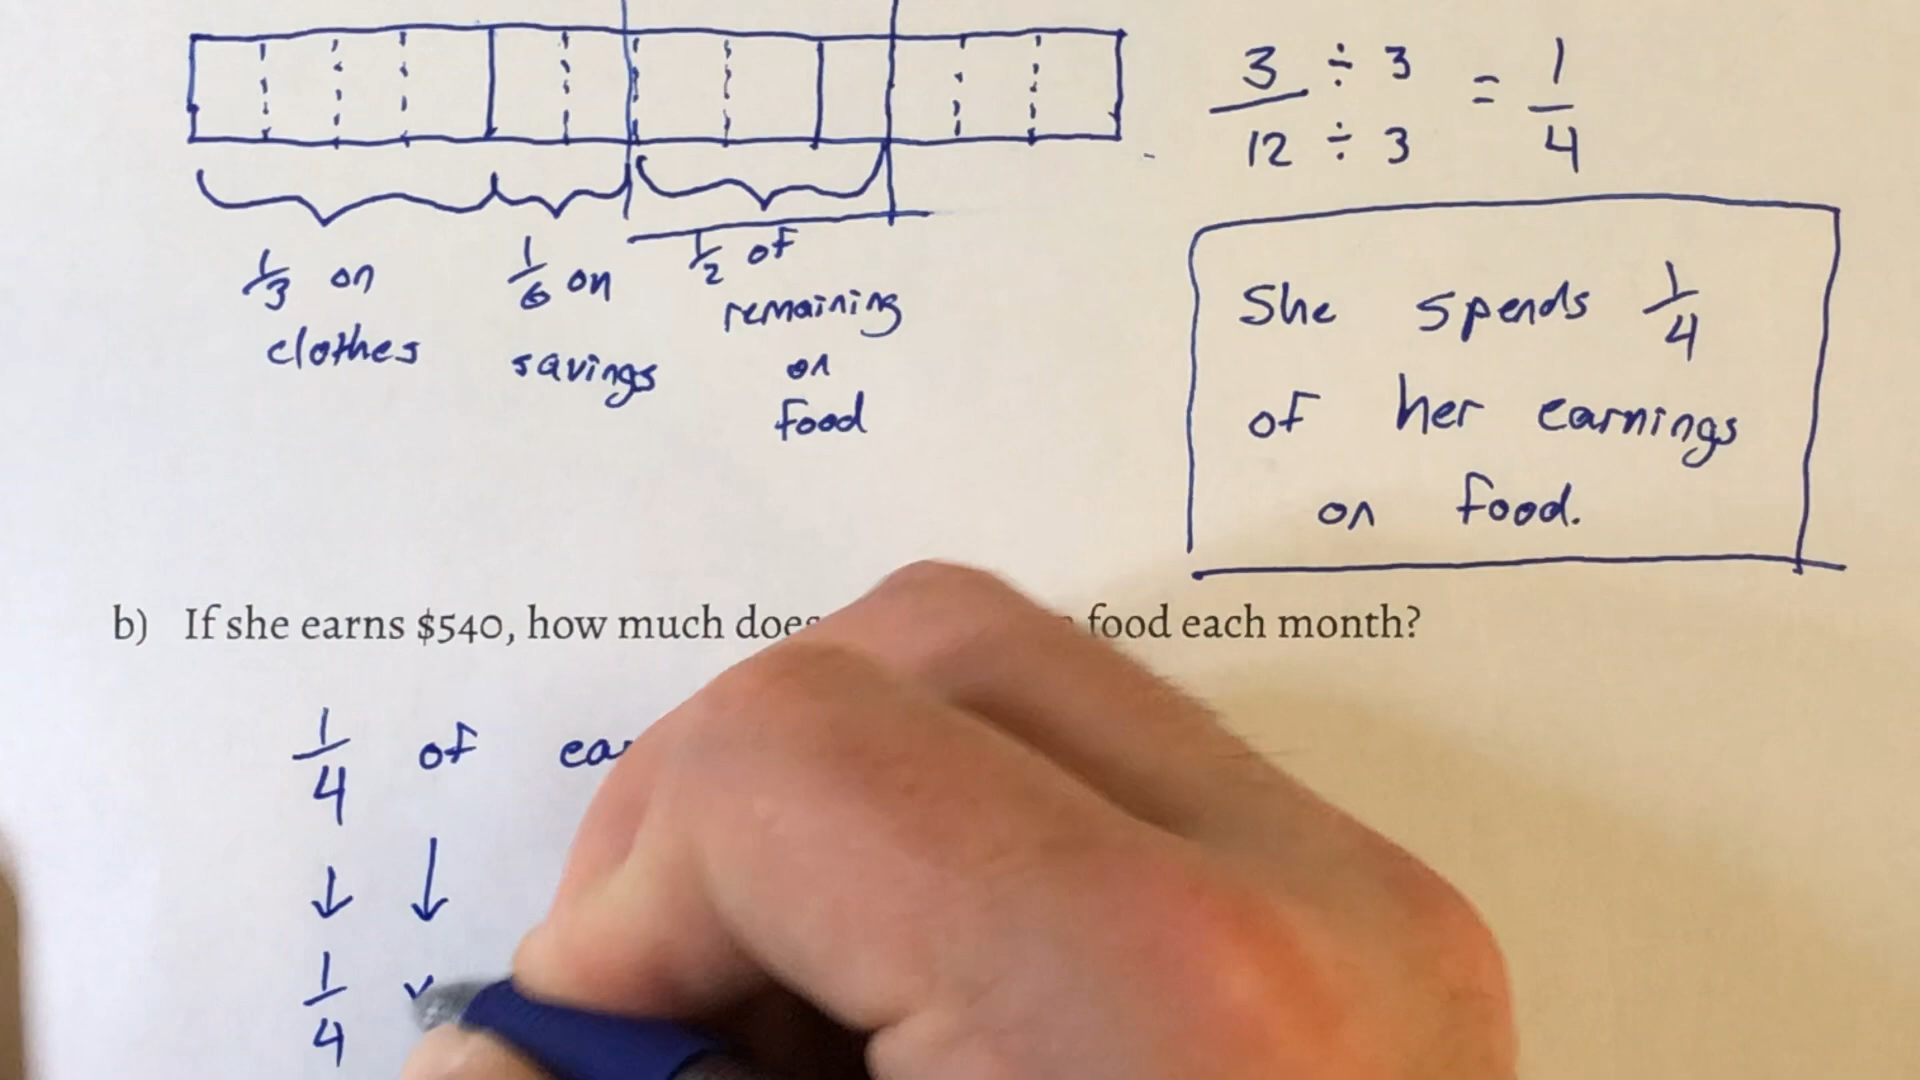 3 ÷ 3 = 1
12 ÷ 3 4
1/3 on
clothes
1/6 on
savings
1/2 of
remaining
on
food
She spends 1/4
of her earnings
on food.
b) If she earns $540, how much does food each month?
1/4 of
↓ ↓
1/4